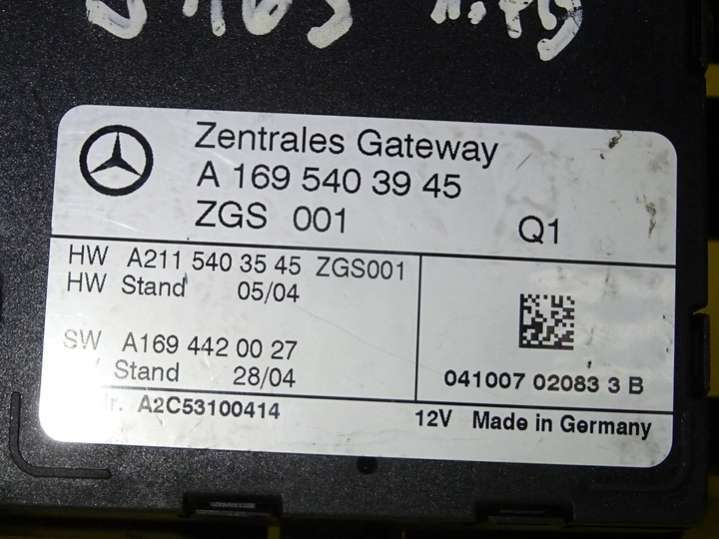 Zentrales Gateway
A 169 540 39 45
ZGS 001 Q1
HW A211 540 35 45 ZGS001
HW Stand 05/04
SW A169 442 00 27
Stand 28/04
041007 02083 3 B
A2C53100414
12V Made in Germany